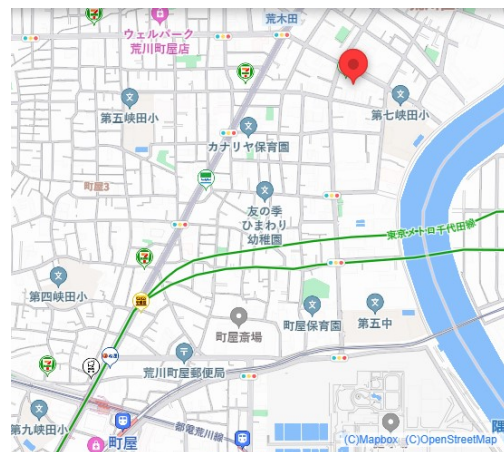 荒木田
ウェルパーク
荒川町屋店
第五峡田小
第七峡田小
カナリヤ保育園
町屋3
友の季
ひまわり
幼稚園
東京メトロ千代田線
第四峡田小
町屋斎場
町屋保育園
第五中
荒川町屋郵便局
第九峡田小
町屋
都電荒川線
隅
(C)Mapbox (C)OpenStreetMap